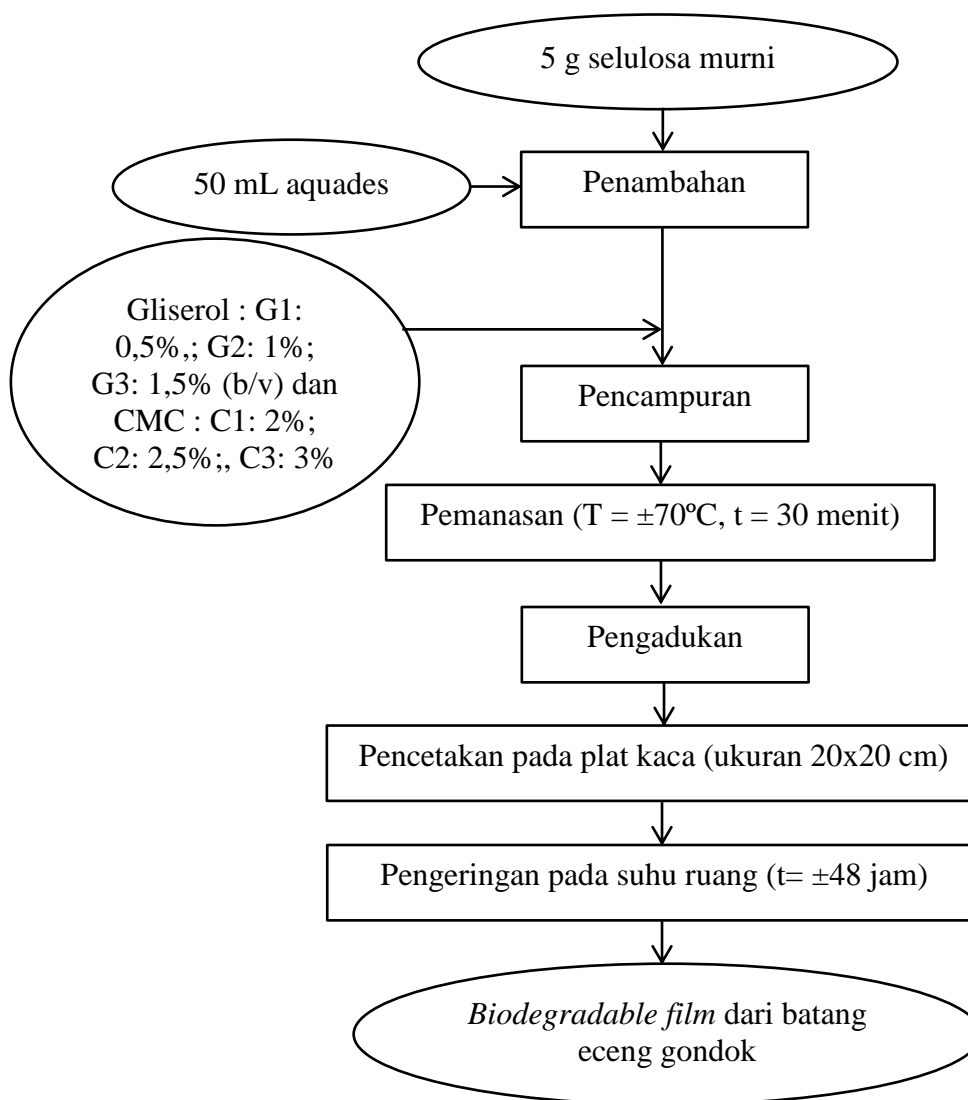 5 g selulosa murni
50 mL aquades
Penambahan
Gliserol : G1:
0,5%,; G2: 1%;
G3: 1,5% (b/v) dan
CMC : C1: 2%;
C2: 2,5%;, C3: 3%
Pencampuran
Pemanasan (T = ±70ºC, t = 30 menit)
Pengadukan
Pencetakan pada plat kaca (ukuran 20x20 cm)
Pengeringan pada suhu ruang (t= ±48 jam)
Biodegradable film dari batang
eceng gondok